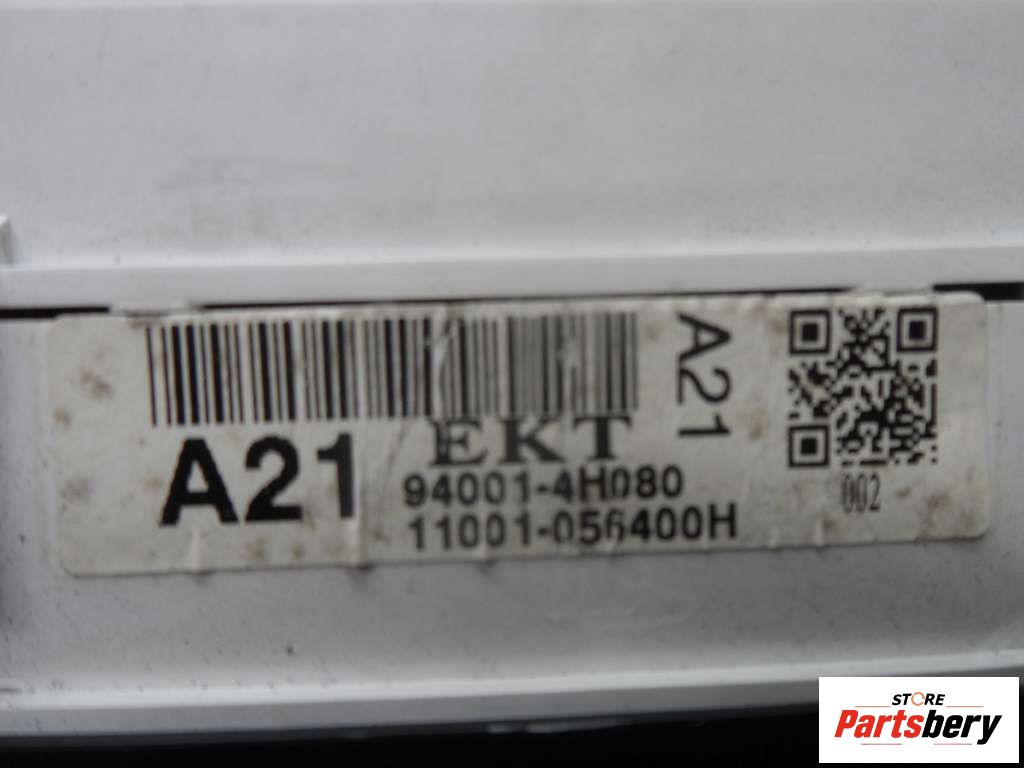 A21
EKT
94001-4H080
11001-056400H
A21
002
STORE
Partsbery